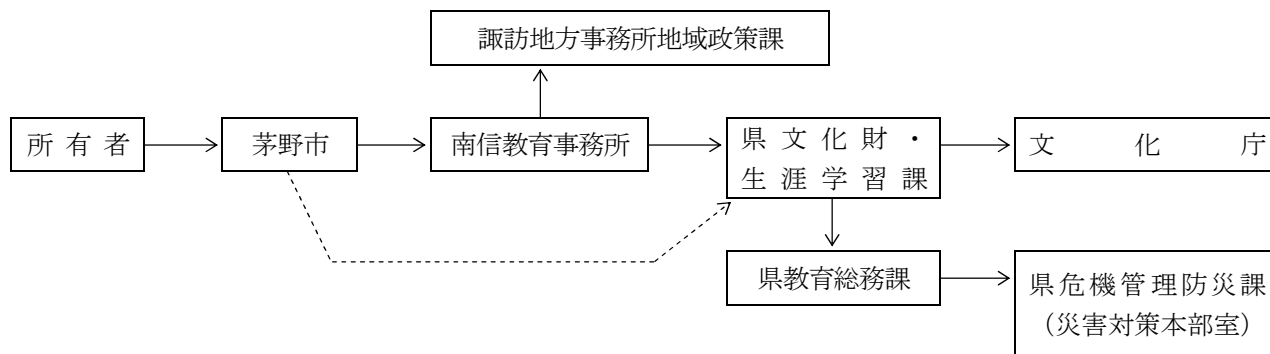 諏訪地方事務所地域政策課
所有者
茅野市
南信教育事務所
県文化財・
生涯学習課
文化庁
県教育総務課
県危機管理防災課
（災害対策本部室）